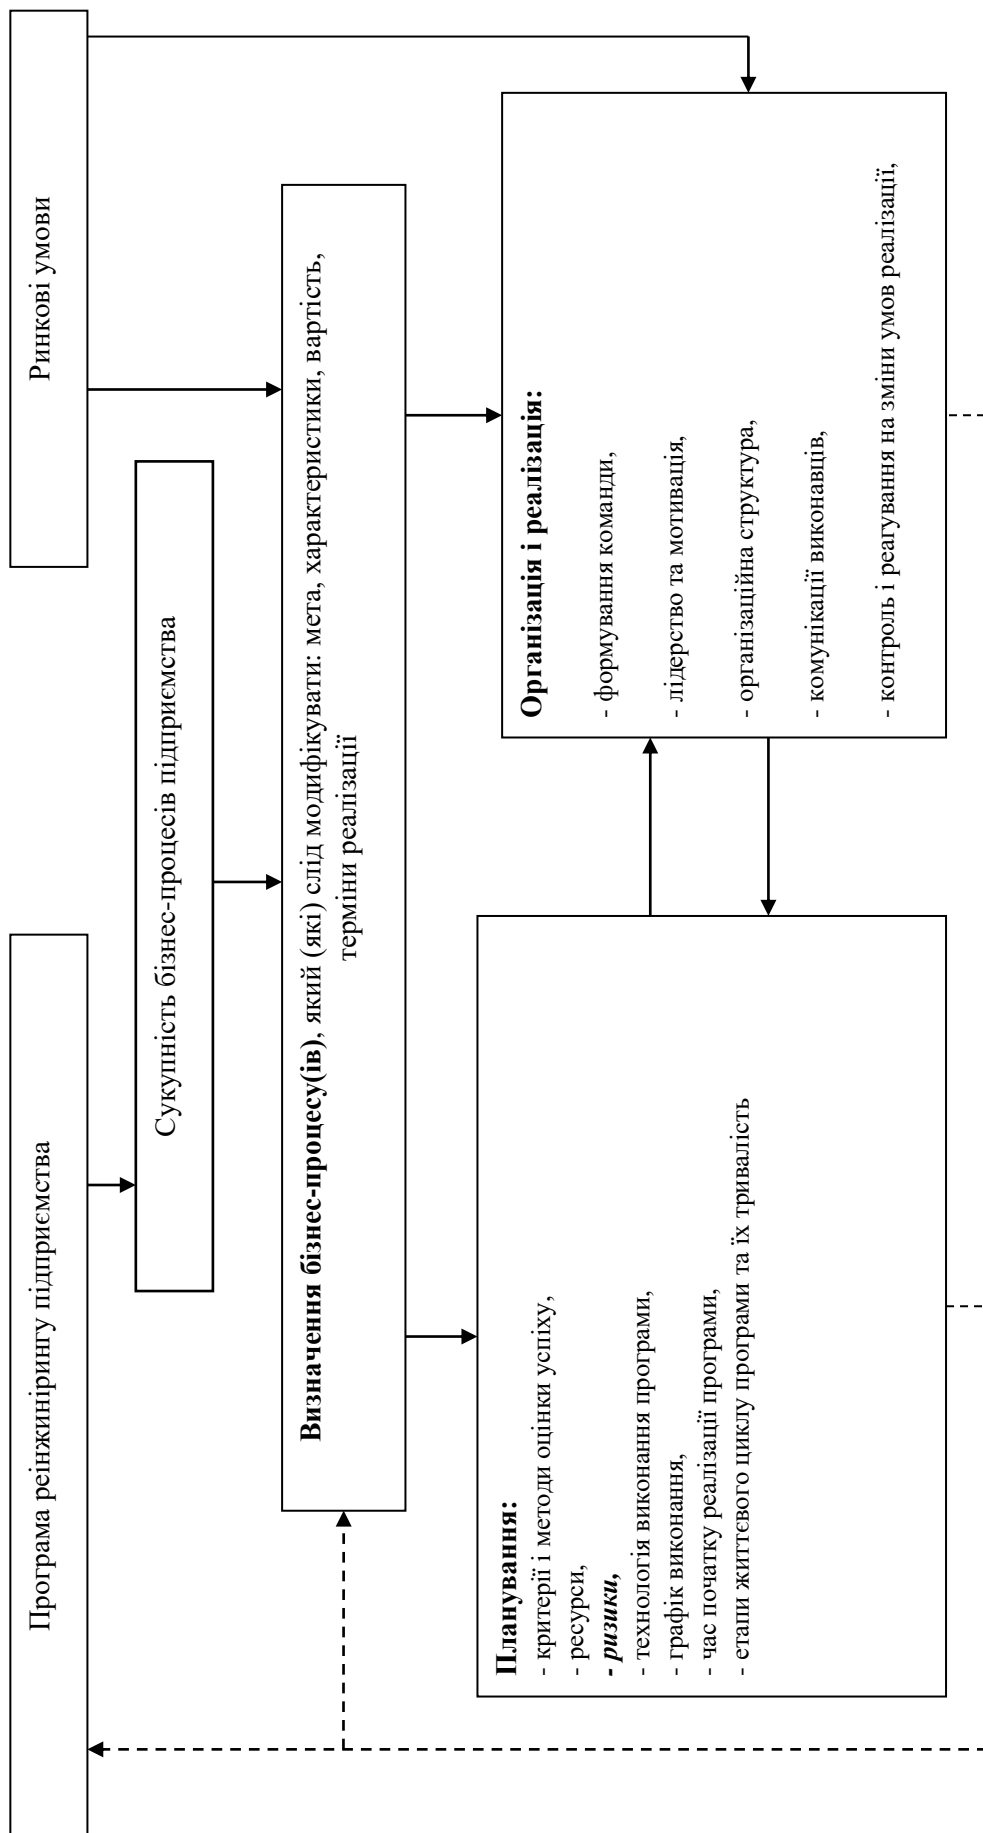 Програма реінжинірингу підприємства
Ринкові умови
Сукупність бізнес-процесів підприємства
Визначення бізнес-процесу(ів), який (які) слід модифікувати: мета, характеристики, вартість,
терміни реалізації
Планування:
- критерії і методи оцінки успіху,
- ресурси,
- ризики,
- технологія виконання програми,
- графік виконання,
- час початку реалізації програми,
- етапи життєвого циклу програми та їх тривалість
Організація і реалізація:
- формування команди,
- лідерство та мотивація,
- організаційна структура,
- комунікації виконавців,
- контроль і реагування на зміни умов реалізації,